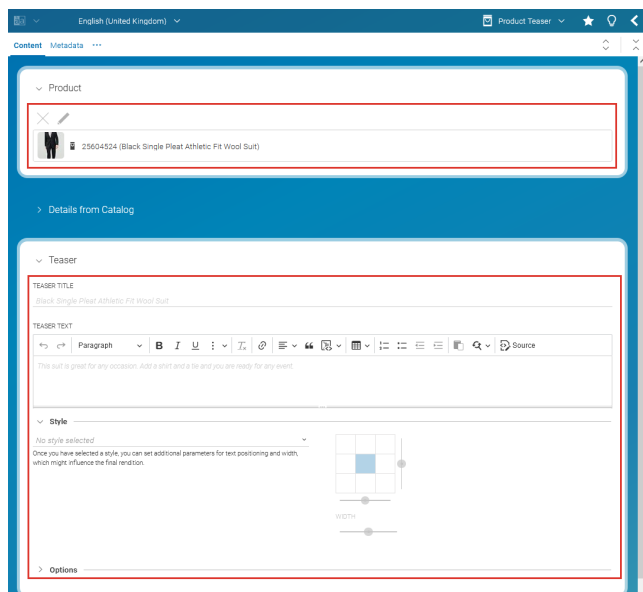 English (United Kingdom)
Product Teaser
Content Metadata ···
Product
25604524 (Black Single Pleat Athletic Fit Wool Suit)
Details from Catalog
Teaser
TEASER TITLE
Black Single Pleat Athletic Fit Wool Suit
TEASER TEXT
Paragraph B I U Tx Source
This suit is great for any occasion. Add a shirt and a tie and you are ready for any event.
Style
No style selected
Once you have selected a style, you can set additional parameters for text positioning and width,
which might influence the final rendition.
WIDTH
Options